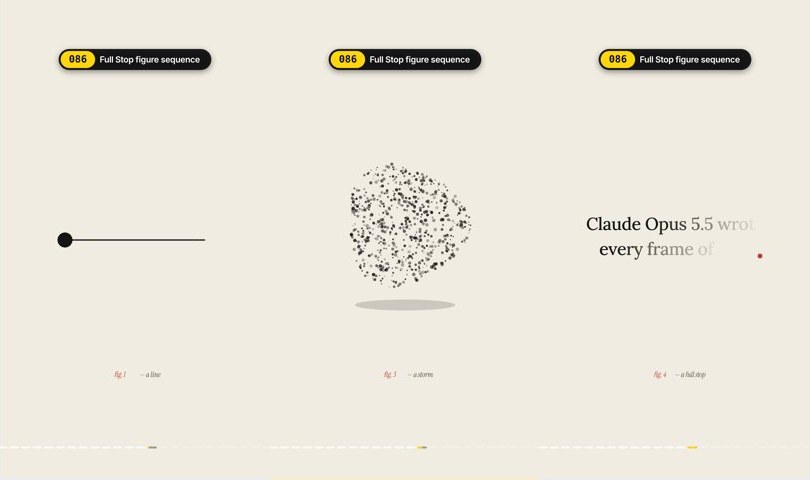 086 Full Stop figure sequence
fig. 1 — a line
086 Full Stop figure sequence
fig. 3 — a storm
086 Full Stop figure sequence
Claude Opus 5.5 wrot
every frame of
fig. 4 — a full stop